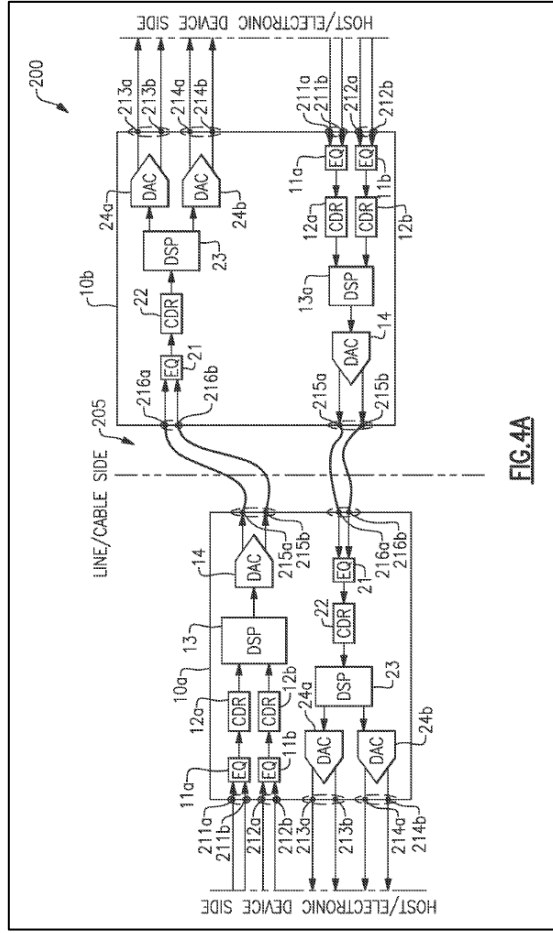 200
LINE/CABLE SIDE
205
10a
10b
HOST/ELECTRONIC DEVICE SIDE
211a
211b
212a
212b
11a
EQ
12a
CDR
EQ
11b
CDR
12b
13
DSP
14
DAC
215a
215b
216a
216b
EQ
21
22
CDR
DSP
23
24a
DAC
DAC
24b
213a
213b
214a
214b
HOST/ELECTRONIC DEVICE SIDE
213a
213b
214a
214b
24a
DAC
DAC
24b
DSP
23
22
CDR
EQ
21
216a
216b
215a
215b
14
DAC
13a
DSP
12a
CDR
CDR
12b
11a
EQ
EQ
11b
211a
211b
212a
212b
FIG.4A